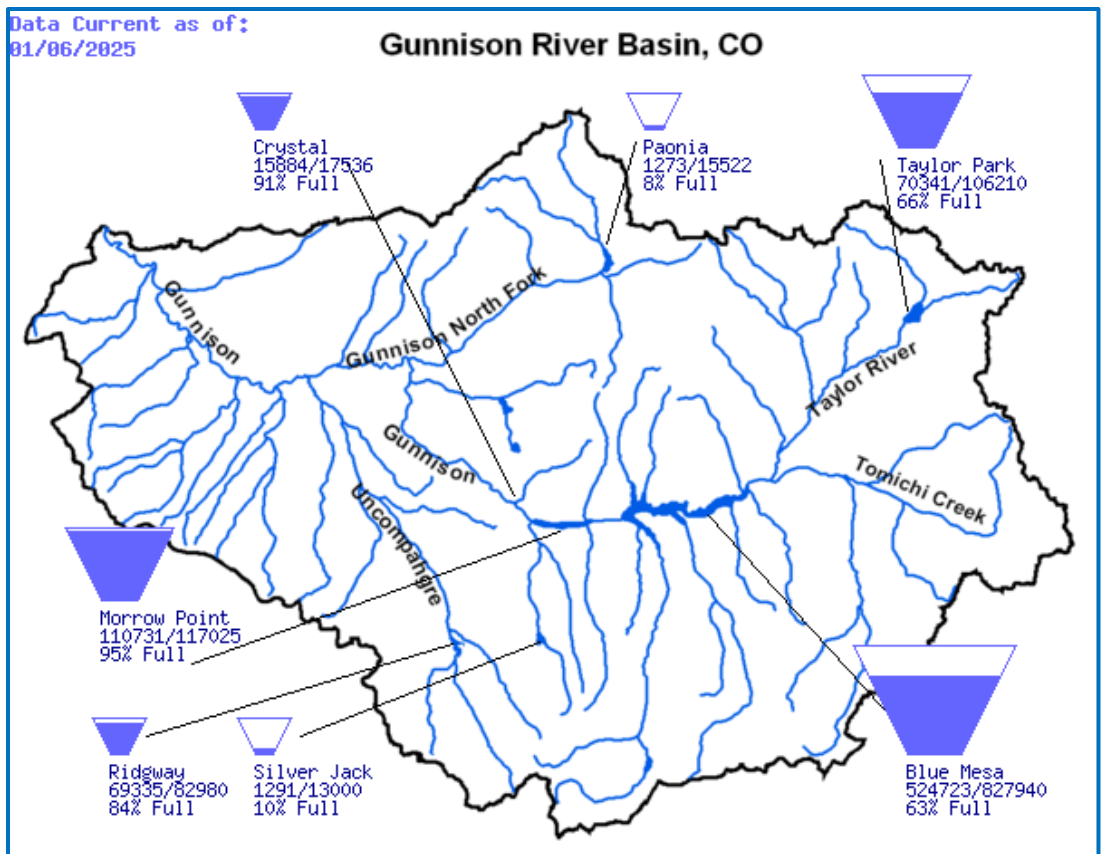 Data Current as of:
01/06/2025
Gunnison River Basin, CO
Crystal
15884/17536
91% Full
Paonia
1273/15522
8% Full
Taylor Park
70341/106210
66% Full
Gunnison
Gunnison North Fork
Taylor River
Gunnison
Tomichi Creek
Uncompahgre
Morrow Point
110731/117025
95% Full
Ridgway
69335/82980
84% Full
Silver Jack
1291/13000
10% Full
Blue Mesa
524723/827940
63% Full